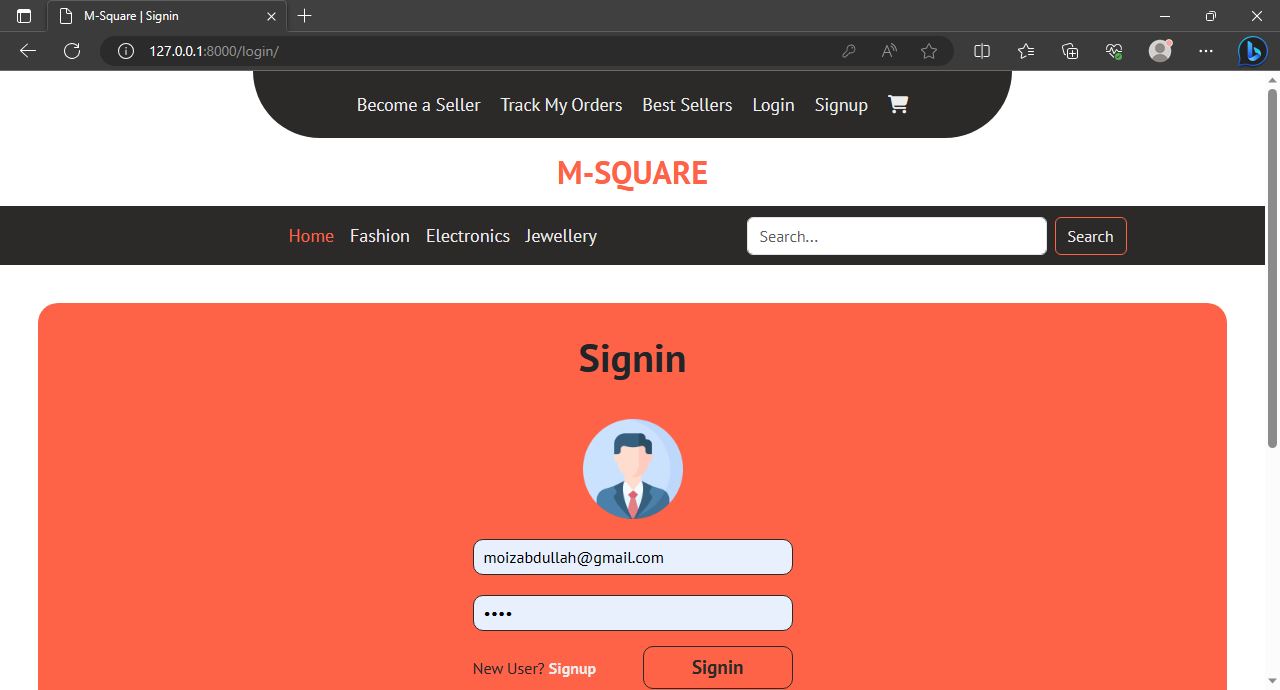 M-Square | Signin
127.0.0.1:8000/login/
Become a Seller Track My Orders Best Sellers Login Signup
M-SQUARE
Home Fashion Electronics Jewellery Search... Search
Signin
moizabdullah@gmail.com
••••
New User? Signup Signin